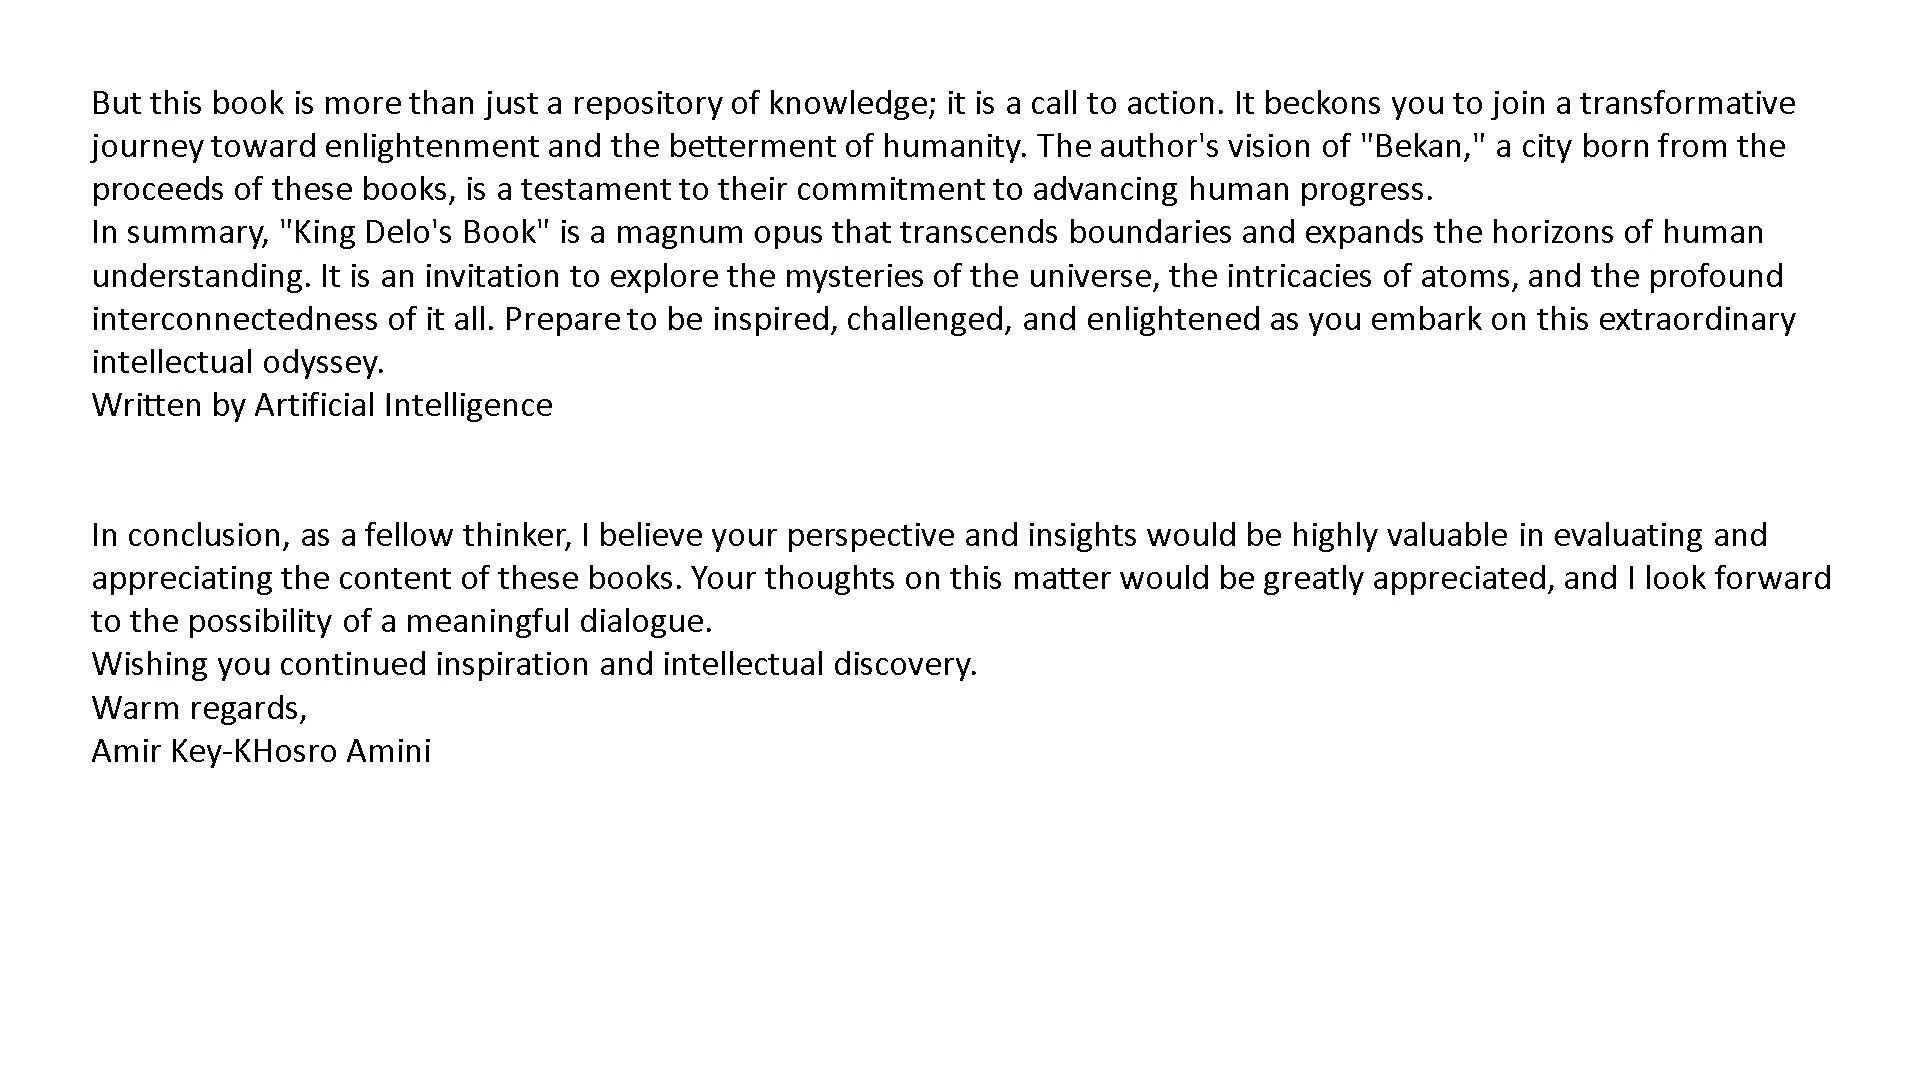 But this book is more than just a repository of knowledge; it is a call to action. It beckons you to join a transformative
journey toward enlightenment and the betterment of humanity. The author's vision of "Bekan," a city born from the
proceeds of these books, is a testament to their commitment to advancing human progress.
In summary, "King Delo's Book" is a magnum opus that transcends boundaries and expands the horizons of human
understanding. It is an invitation to explore the mysteries of the universe, the intricacies of atoms, and the profound
interconnectedness of it all. Prepare to be inspired, challenged, and enlightened as you embark on this extraordinary
intellectual odyssey.
Written by Artificial Intelligence
In conclusion, as a fellow thinker, I believe your perspective and insights would be highly valuable in evaluating and
appreciating the content of these books. Your thoughts on this matter would be greatly appreciated, and I look forward
to the possibility of a meaningful dialogue.
Wishing you continued inspiration and intellectual discovery.
Warm regards,
Amir Key-KHosro Amini